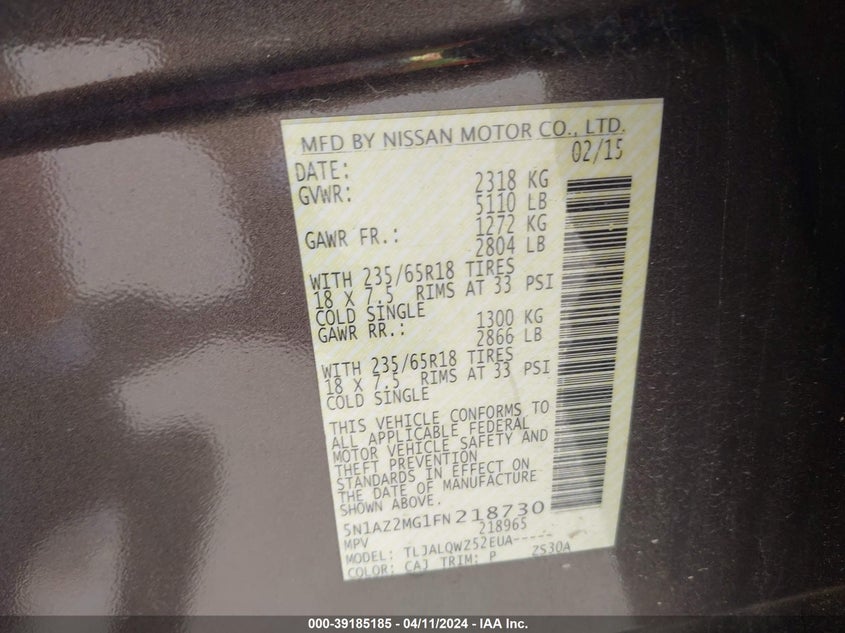 MFD BY NISSAN MOTOR CO., LTD.
DATE: 02/15
GVWR: 2318 KG
5110 LB
GAWR FR.: 1272 KG
2804 LB
WITH 235/65R18 TIRES
18 X 7.5 RIMS AT 33 PSI
COLD SINGLE
GAWR RR.: 1300 KG
2866 LB
WITH 235/65R18 TIRES
18 X 7.5 RIMS AT 33 PSI
COLD SINGLE
THIS VEHICLE CONFORMS TO
ALL APPLICABLE FEDERAL
MOTOR VEHICLE SAFETY AND
THEFT PREVENTION
STANDARDS IN EFFECT ON
THE DATE OF MANUFACTURE
SHOWN ABOVE.
5N1AZ2MG1FN218730
MPV 218965
MODEL: TLJALQWZ52EUA-----
COLOR: CAJ TRIM: P ZS30A
000-39185185 - 04/11/2024 - IAA Inc.